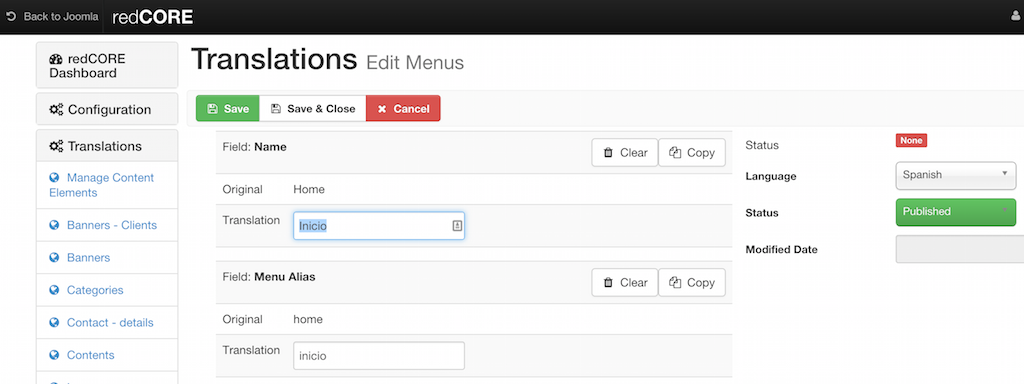 Back to Joomla
redCORE
redCORE
Dashboard
Configuration
Translations
Manage Content
Elements
Banners - Clients
Banners
Categories
Contact - details
Contents
Translations Edit Menus
Save
Save & Close
Cancel
Field: Name
Clear
Copy
Original Home
Translation Inicio
Field: Menu Alias
Clear
Copy
Original home
Translation inicio
Status None
Language Spanish
Status Published
Modified Date